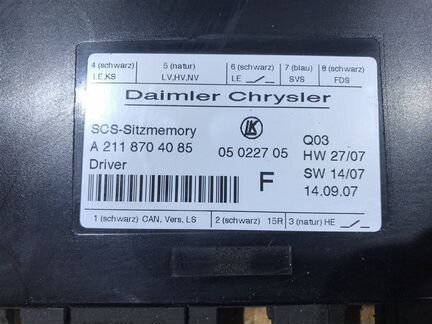 4 (schwarz) 5 (natur) 6 (schwarz) 7 (blau) 8 (schwarz)
LE,KS LV,HV,NV LE SVS FDS
Daimler Chrysler
SCS-Sitzmemory LK Q03
A 211 870 40 85 05 0227 05 HW 27/07
Driver F SW 14/07
14.09.07
1 (schwarz) CAN, Vers, LS 2 (schwarz) 15R 3 (natur) HE